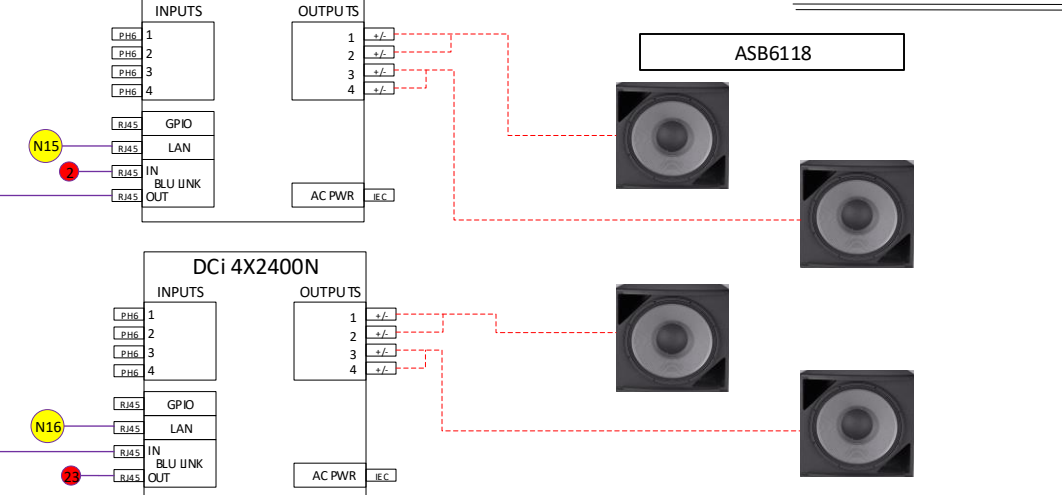 INPUTS OUTPUTS
PH6 1 1 +/-
PH6 2 2 +/-
PH6 3 3 +/-
PH6 4 4 +/-
ASB6118
RJ45 GPIO
N15 RJ45 LAN
2 RJ45 IN
BLU LINK
RJ45 OUT
AC PWR IEC
DCi 4X2400N
INPUTS OUTPUTS
PH6 1 1 +/-
PH6 2 2 +/-
PH6 3 3 +/-
PH6 4 4 +/-
RJ45 GPIO
N16 RJ45 LAN
RJ45 IN
BLU LINK
23 RJ45 OUT
AC PWR IEC